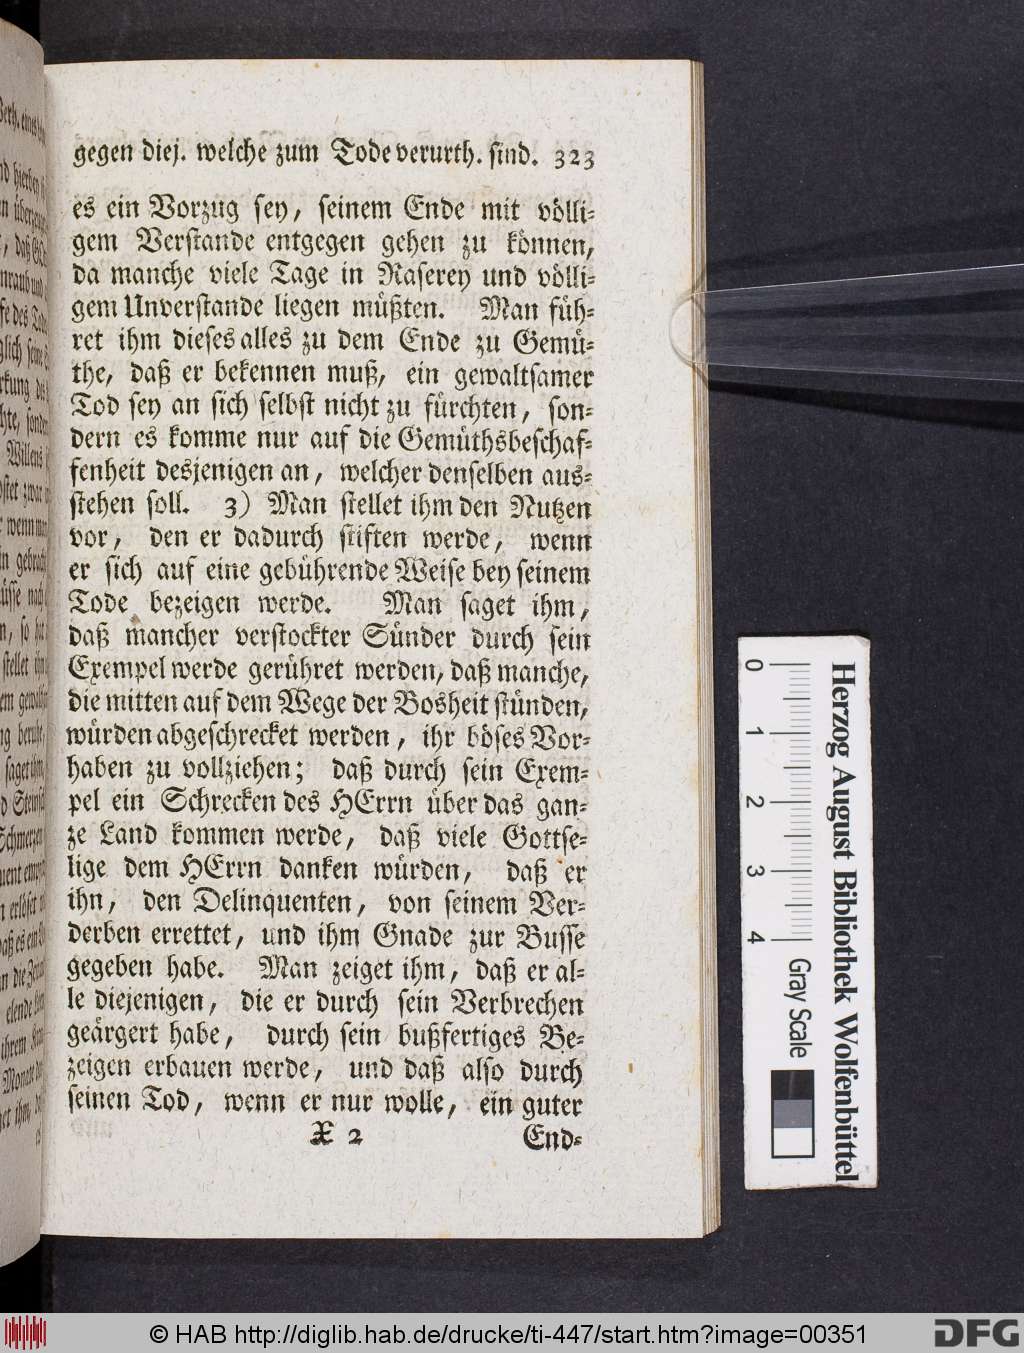 gegen diej. welche zum Tode verurth. sind. 323
es ein Vorzug sey, seinem Ende mit völli-
gem Verstande entgegen gehen zu können,
da manche viele Tage in Raserey und völli-
gem Unverstande liegen müßten. Man füh-
ret ihm dieses alles zu dem Ende zu Gemü-
the, daß er bekennen muß, ein gewaltsamer
Tod sey an sich selbst nicht zu fürchten, son-
dern es komme nur auf die Gemüthsbeschaf-
fenheit desjenigen an, welcher denselben aus-
stehen soll. 3) Man stellet ihm den Nutzen
vor, den er dadurch stiften werde, wenn
er sich auf eine gebührende Weise bey seinem
Tode bezeigen werde. Man saget ihm,
daß mancher verstockter Sünder durch sein
Exempel werde gerühret werden, daß manche,
die mitten auf dem Wege der Bosheit stünden,
würden abgeschrecket werden, ihr böses Vor-
haben zu vollziehen; daß durch sein Exem-
pel ein Schrecken des HErrn über das gan-
ze Land kommen werde, daß viele Gottse-
lige dem HErrn danken würden, daß er
ihn, den Delinquenten, von seinem Ver-
derben errettet, und ihm Gnade zur Busse
gegeben habe. Man zeiget ihm, daß er al-
le diejenigen, die er durch sein Verbrechen
geärgert habe, durch sein bußfertiges Be-
zeigen erbauen werde, und daß also durch
seinen Tod, wenn er nur wolle, ein guter
X 2 End-
Herzog August Bibliothek Wolfenbüttel
0 1 2 3 4 Gray Scale
© HAB http://diglib.hab.de/drucke/ti-447/start.htm?image=00351
DFG